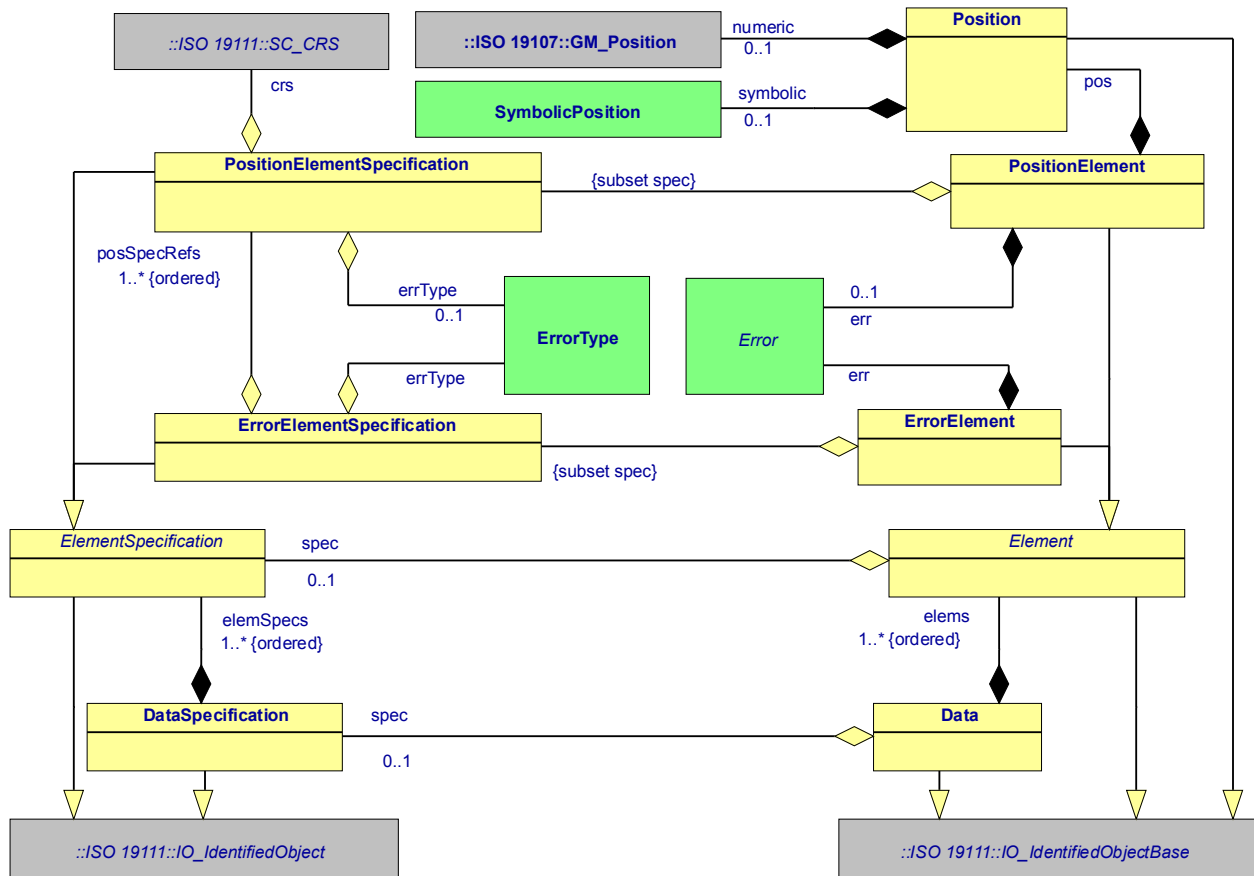 ::ISO 19111::SC_CRS
::ISO 19107::GM_Position
numeric
0..1
Position
crs
SymbolicPosition
symbolic
0..1
pos
PositionElementSpecification
{subset spec}
PositionElement
posSpecRefs
1..* {ordered}
errType
0..1
ErrorType
Error
0..1
err
errType
err
ErrorElementSpecification
{subset spec}
ErrorElement
ElementSpecification
spec
0..1
Element
elemSpecs
1..* {ordered}
elems
1..* {ordered}
DataSpecification
spec
0..1
Data
::ISO 19111::IO_IdentifiedObject
::ISO 19111::IO_IdentifiedObjectBase